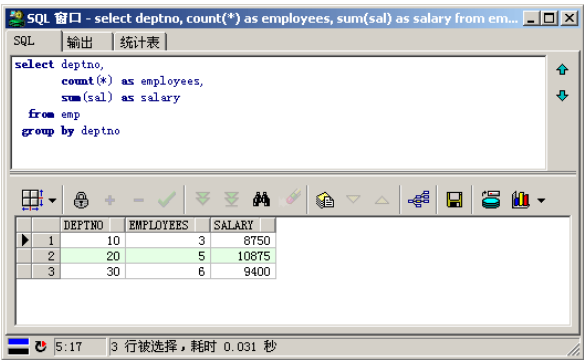 SQL 窗口 - select deptno, count(*) as employees, sum(sal) as salary from em...
SQL 输出 统计表
select deptno,
count(*) as employees,
sum(sal) as salary
from emp
group by deptno
DEPTNO EMPLOYEES SALARY
1 10 3 8750
2 20 5 10875
3 30 6 9400
5:17 3 行被选择，耗时 0.031 秒